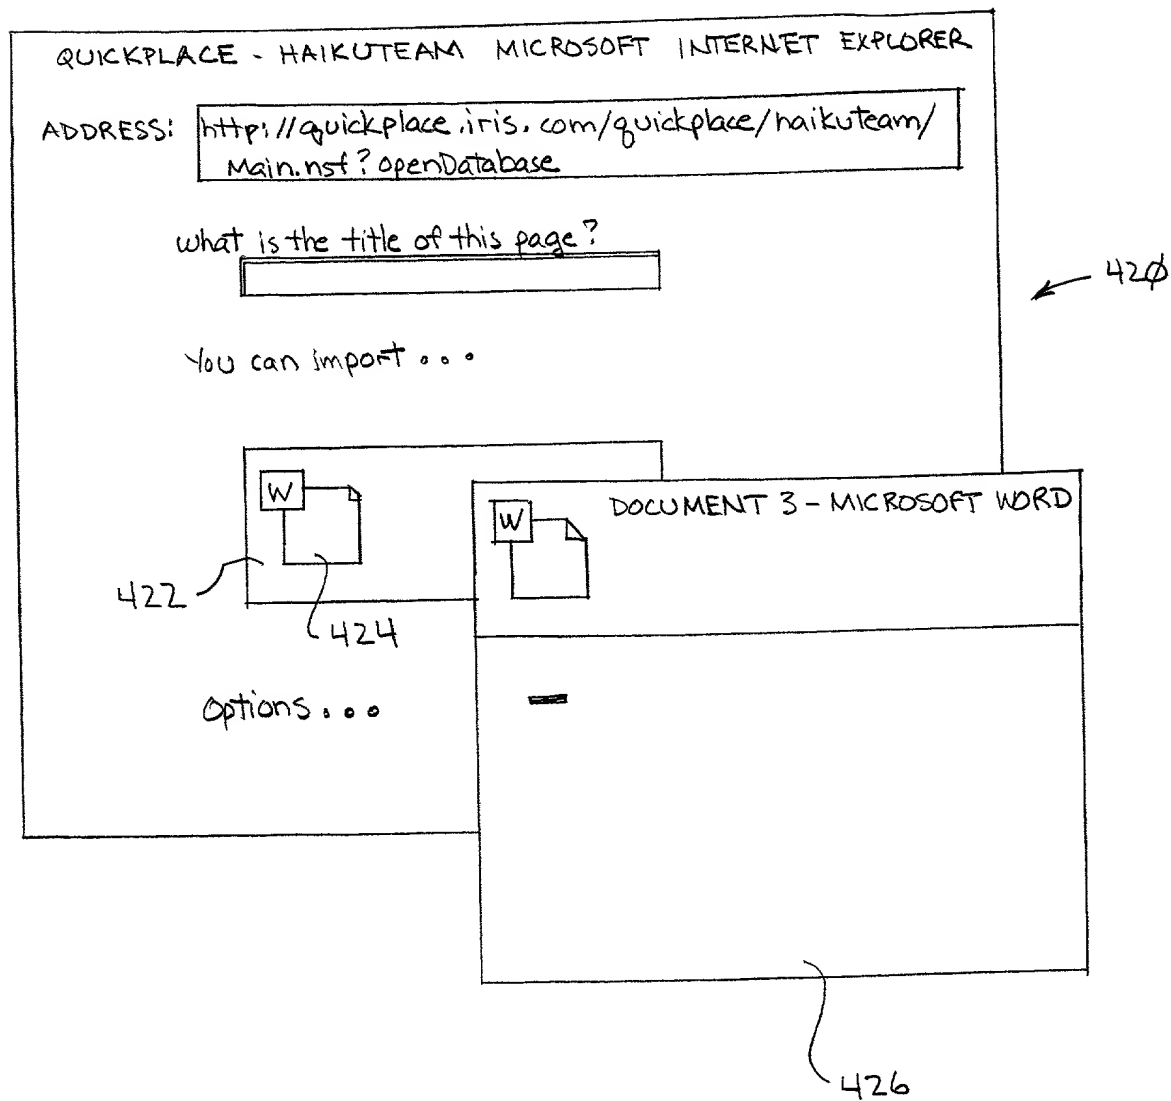 QUICKPLACE - HAIKUTEAM MICROSOFT INTERNET EXPLORER
ADDRESS: http://quickplace.iris.com/quickplace/haikuteam/
Main.nsf?openDatabase
What is the title of this page?
420
You can import...
W
W DOCUMENT 3 - MICROSOFT WORD
422
424
Options...
426